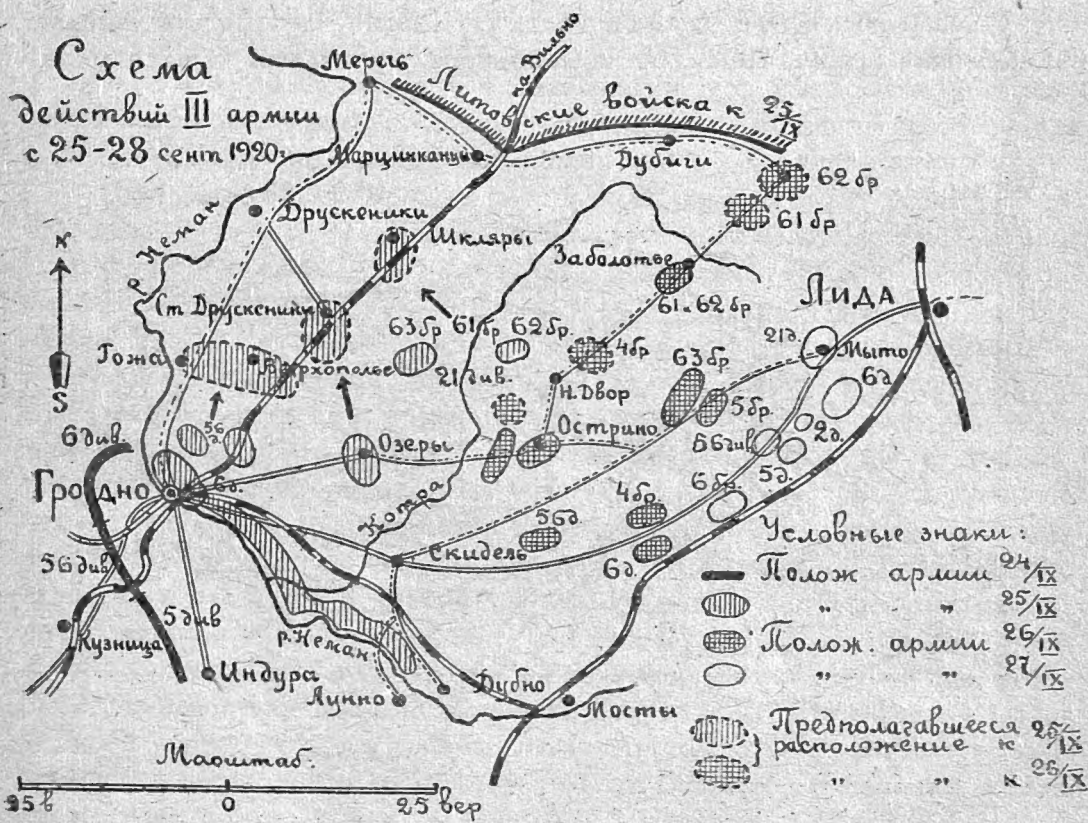 Схема
действий III армии
с 25-28 сент 1920г
Меречь
на Вильно
Литовские войска к 25/IX
Марцинканцы
Дубичи
62 бр
61 бр
р. Неман
Друскеники
Шкляры
Заболотье
61 и 62 бр
ЛИДА
N
S
Ст. Друскеники
63 бр
61 бр
62 бр.
4 бр
21 д.
Мыто
Гожа
21 див.
63 бр
6 д.
Н. Двор
5 бр.
2 д.
56 д.
Озеры
Острино
56 див
5 д.
6 див.
Гродно
6 д.
Котра
4 бр.
6 бр.
56 д.
Скидель
6 д.
56 див
5 див
Кузница
р. Неман
Индура
Лунно
Дубно
Мосты
Условные знаки:
Полож армии 24/IX
" " 25/IX
Полож. армии 26/IX
" " 27/IX
Предполагавшееся
расположение к 25/IX
" " к 26/IX
Масштаб.
25 в 0 25 вер